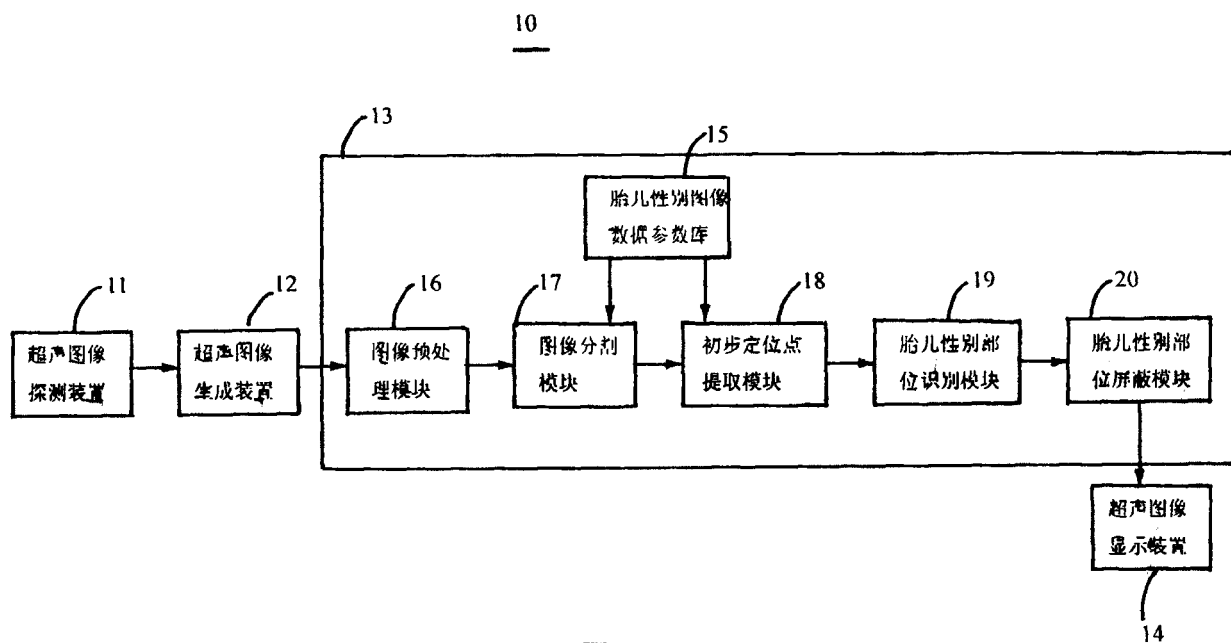 10
13
15
胎儿性别图像
数据参数库
11
12
16
17
18
19
20
超声图像
探测装置
超声图像
生成装置
图像预处
理模块
图像分剂
模块
初步定位点
提取模块
胎儿性别部
位识别模块
胎儿性别部
位屏蔽模块
超声图像
显示装置
14